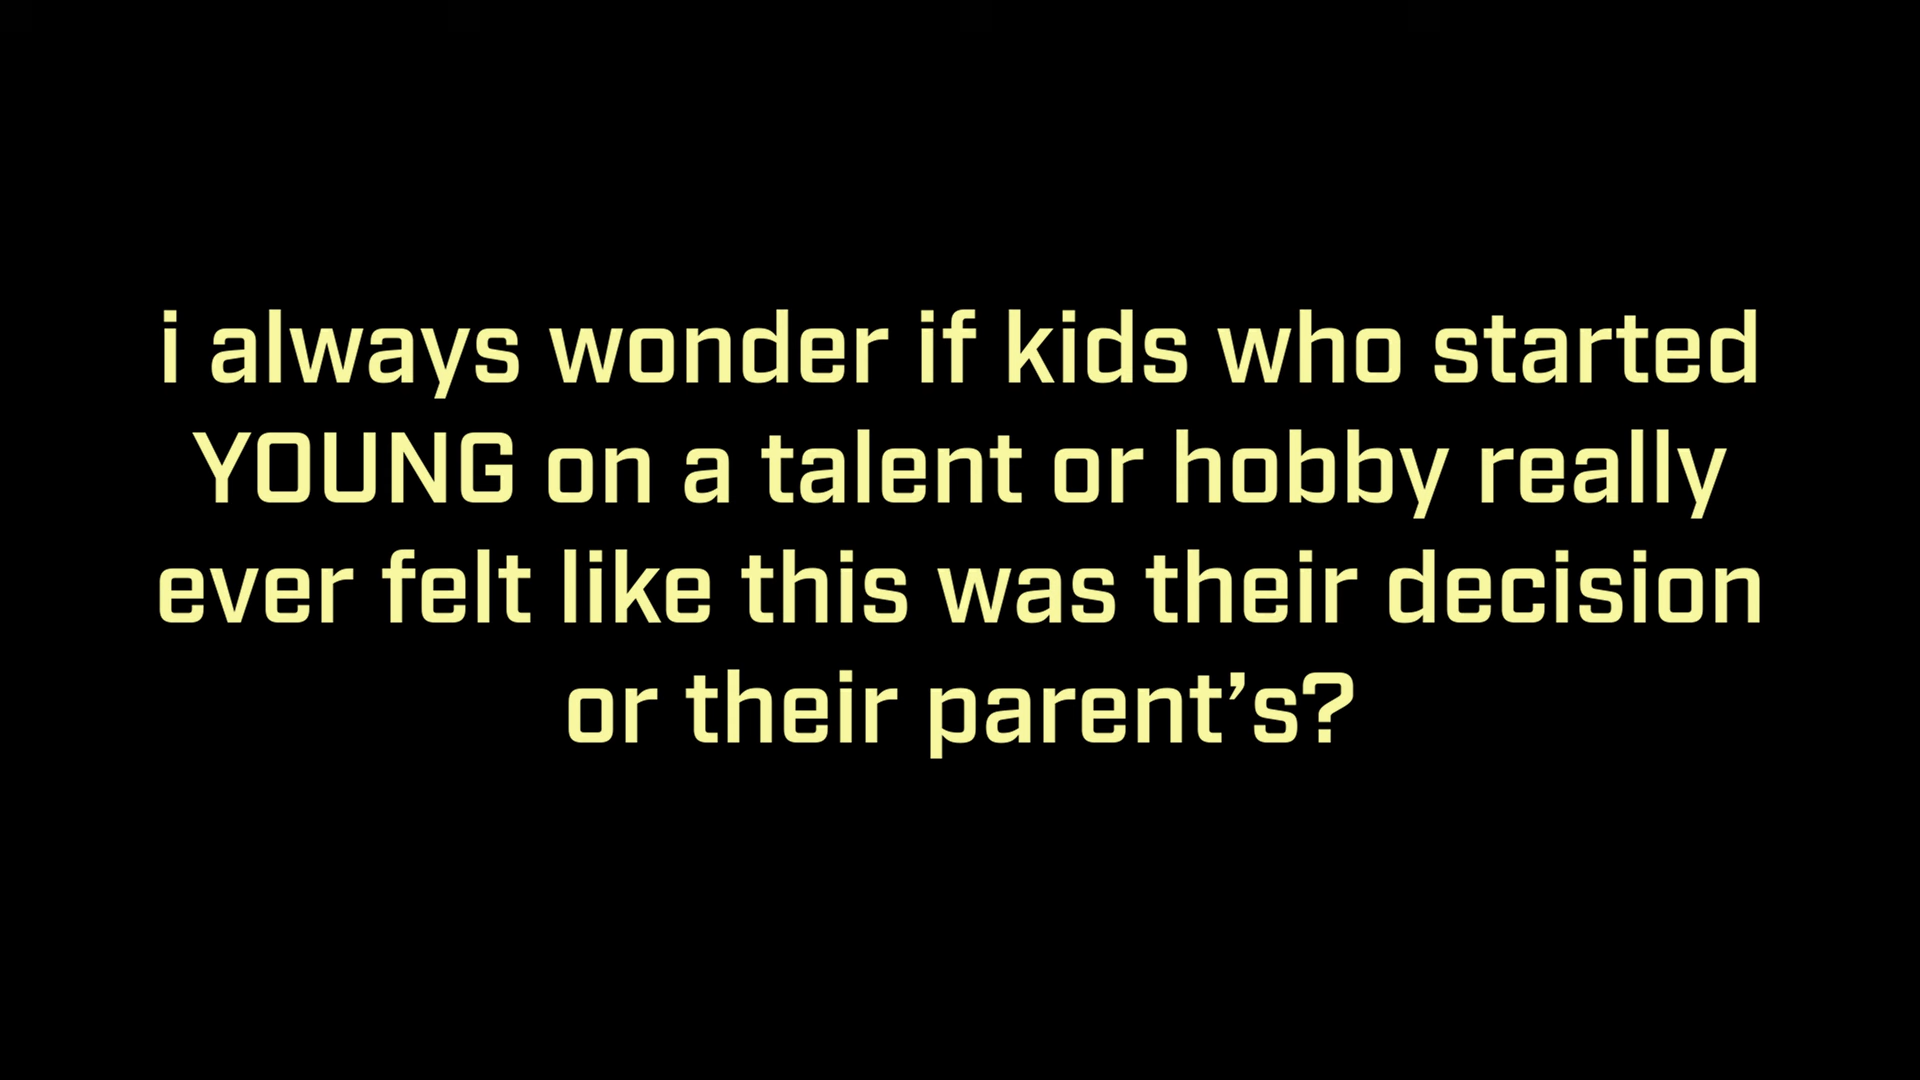 i always wonder if kids who started
YOUNG on a talent or hobby really
ever felt like this was their decision
or their parent’s?